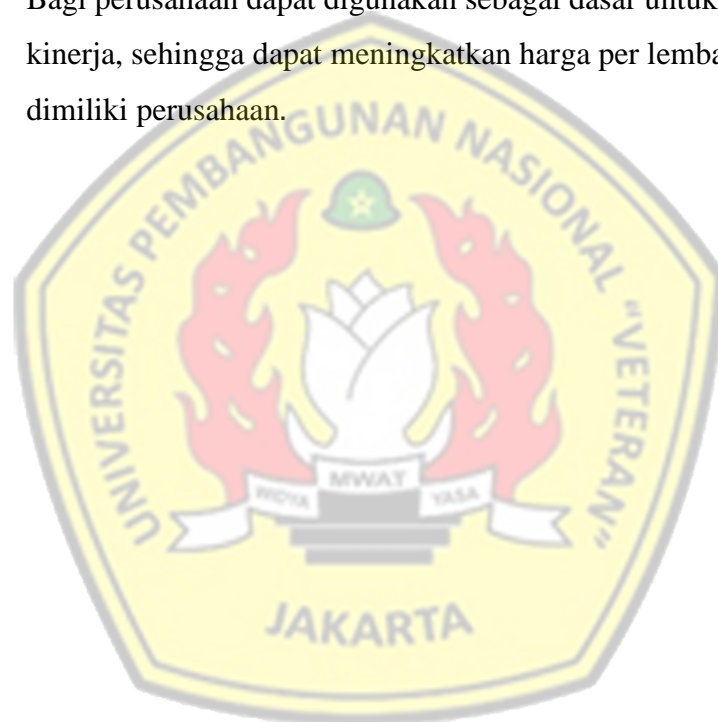 Bagi perusahaan dapat digunakan sebagai dasar untuk
kinerja, sehingga dapat meningkatkan harga per lemba
dimiliki perusahaan.
UNIVERSITAS PEMBANGUNAN NASIONAL "VETERAN"
WIDYA MWAT YASA
JAKARTA